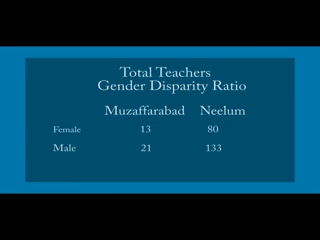 Total Teachers
Gender Disparity Ratio
Muzaffarabad Neelum
Female 13 80
Male 21 133